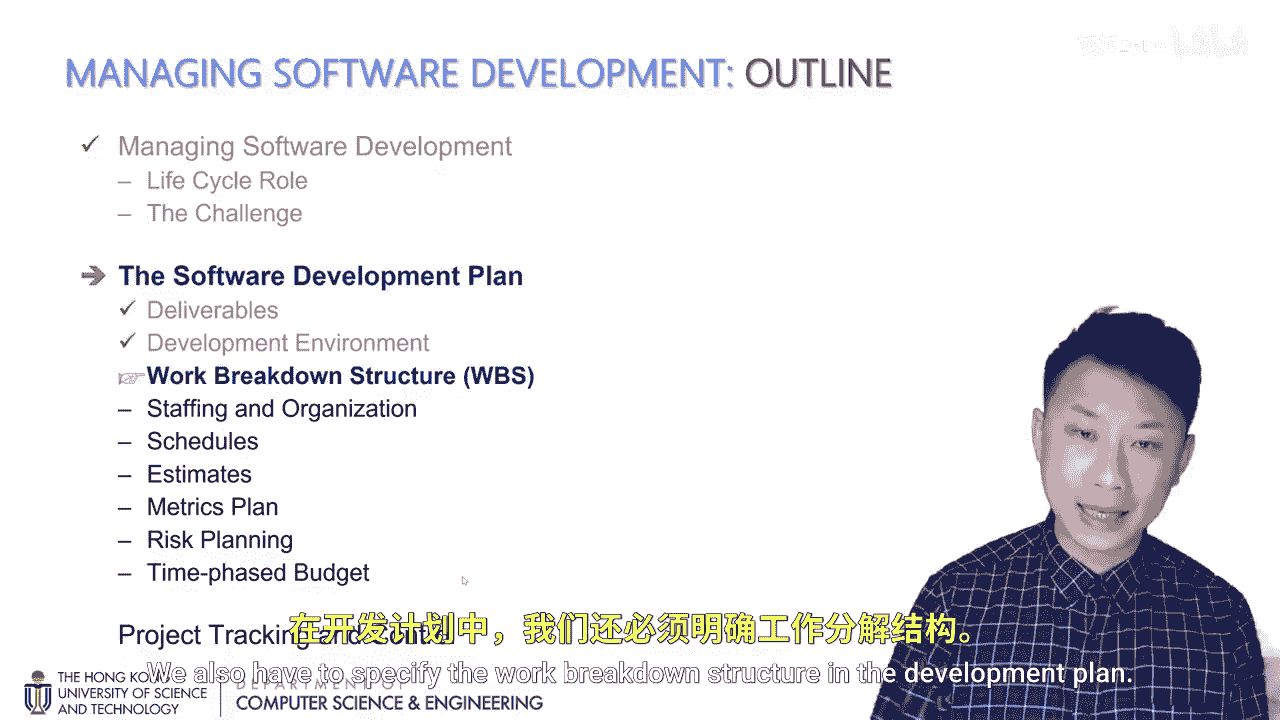 MANAGING SOFTWARE DEVELOPMENT: OUTLINE
✓ Managing Software Development
– Life Cycle Role
– The Challenge
➔ The Software Development Plan
✓ Deliverables
✓ Development Environment
☞ Work Breakdown Structure (WBS)
– Staffing and Organization
– Schedules
– Estimates
– Metrics Plan
– Risk Planning
– Time-phased Budget
Project Tracking and
在开发计划中，我们还必须明确工作分解结构。
We also have to specify the work breakdown structure in the development plan.
THE HONG KONG
UNIVERSITY OF SCIENCE
AND TECHNOLOGY
DEPARTMENT OF
COMPUTER SCIENCE & ENGINEERING